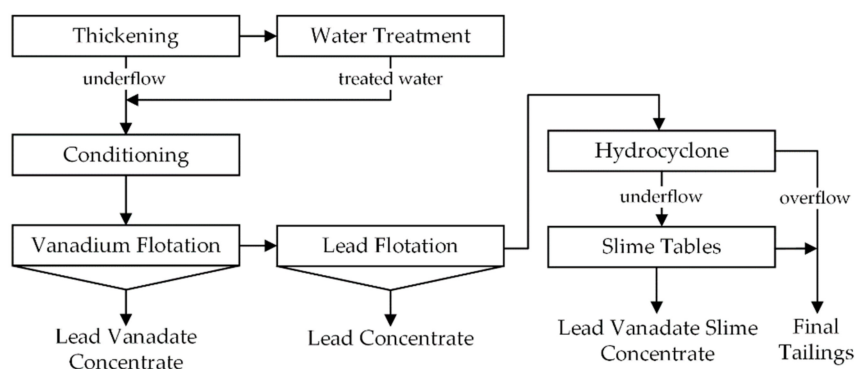 Thickening
Water Treatment
underflow
treated water
Conditioning
Hydrocyclone
underflow
overflow
Vanadium Flotation
Lead Flotation
Slime Tables
Lead Vanadate
Concentrate
Lead Concentrate
Lead Vanadate Slime
Concentrate
Final
Tailings